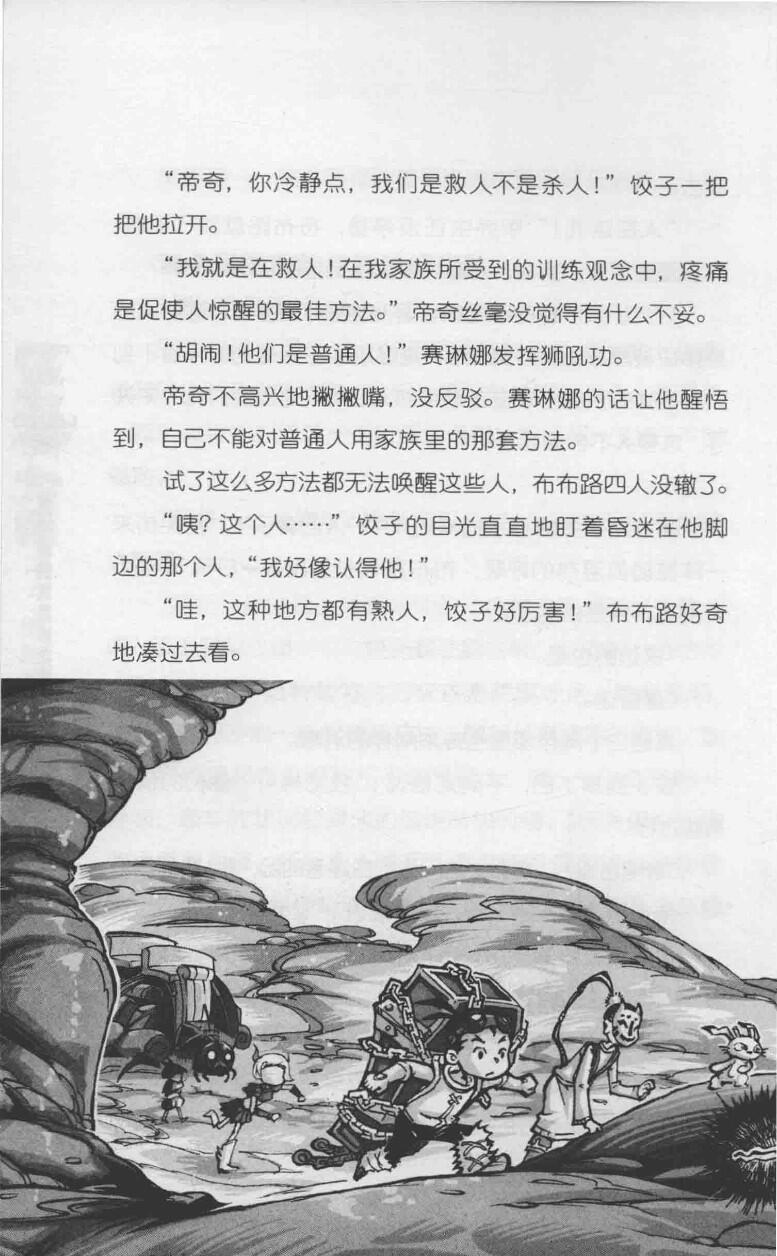 “帝奇，你冷静点，我们是救人不是杀人！”饺子一把
把他拉开。
“我就是在救人！在我家族所受到的训练观念中，疼痛
是促使人惊醒的最佳方法。”帝奇丝毫没觉得有什么不妥。
“胡闹！他们是普通人！”赛琳娜发挥狮吼功。
帝奇不高兴地撇撇嘴，没反驳。赛琳娜的话让他醒悟
到，自己不能对普通人用家族里的那套方法。
试了这么多方法都无法唤醒这些人，布布路四人没辙了。
“咦？这个人……”饺子的目光直直地盯着昏迷在他脚
边的那个人，“我好像认得他！”
“哇，这种地方都有熟人，饺子好厉害！”布布路好奇
地凑过去看。